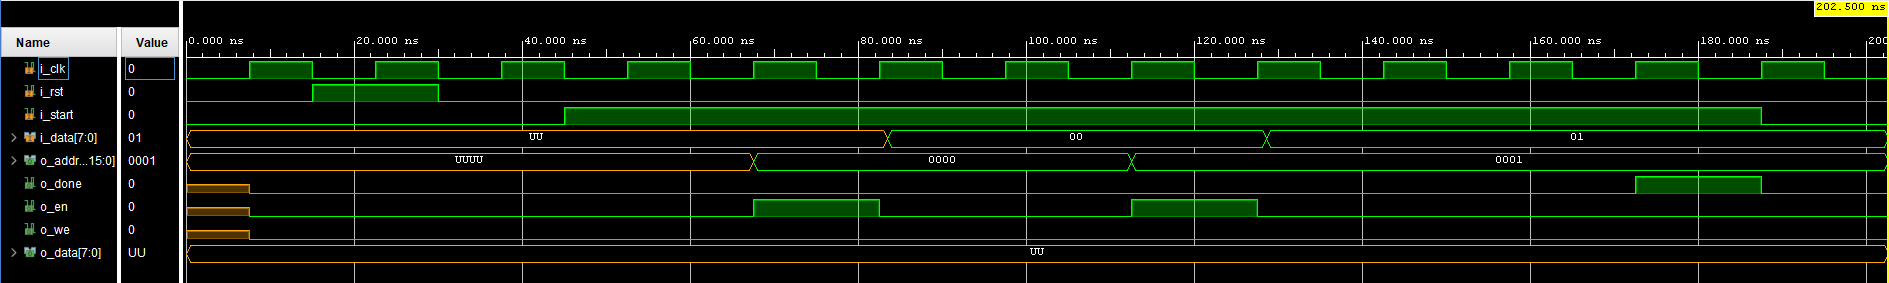 202.500 ns
Name Value
0.000 ns 20.000 ns 40.000 ns 60.000 ns 80.000 ns 100.000 ns 120.000 ns 140.000 ns 160.000 ns 180.000 ns 200
i_clk 0
i_rst 0
i_start 0
i_data[7:0] 01 UU 00 01
o_addr...15:0] 0001 UUUU 0000 0001
o_done 0
o_en 0
o_we 0
o_data[7:0] UU UU